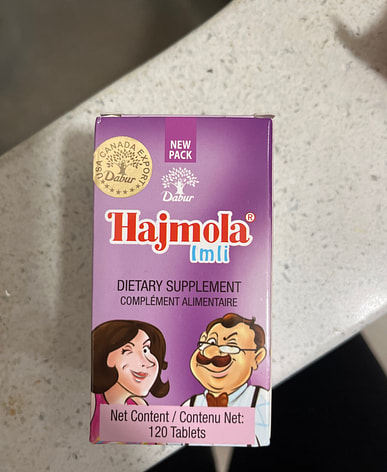 NEW
PACK
USA CANADA EXPORT
Dabur
Dabur
Hajmola®
Imli
DIETARY SUPPLEMENT
COMPLÉMENT ALIMENTAIRE
Net Content / Contenu Net:
120 Tablets